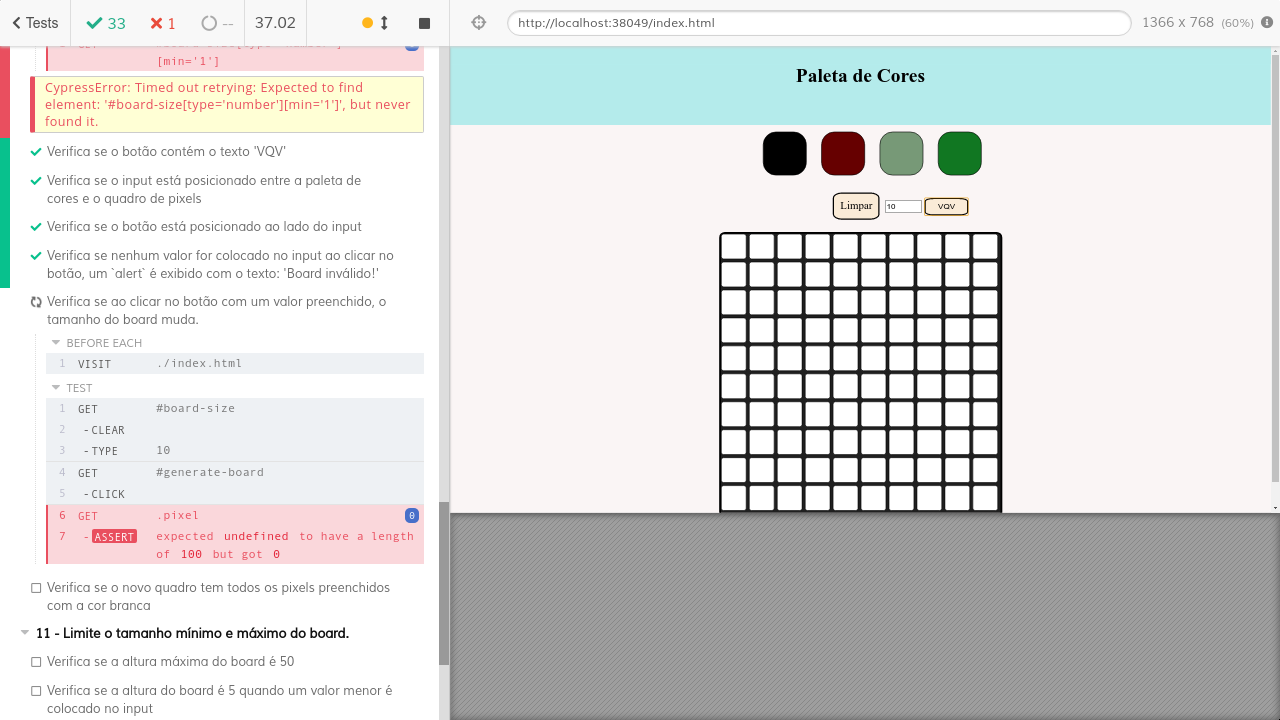 Tests
33
1
--
37.02
http://localhost:38049/index.html
1366 x 768 (60%)
[min='1']
CypressError: Timed out retrying: Expected to find
element: '#board-size[type='number'][min='1']', but never
found it.
Verifica se o botão contém o texto 'VQV'
Verifica se o input está posicionado entre a paleta de
cores e o quadro de pixels
Verifica se o botão está posicionado ao lado do input
Verifica se nenhum valor for colocado no input ao clicar no
botão, um `alert` é exibido com o texto: 'Board inválido!'
Verifica se ao clicar no botão com um valor preenchido, o
tamanho do board muda.
BEFORE EACH
1 VISIT ./index.html
TEST
1 GET #board-size
2 -CLEAR
3 -TYPE 10
4 GET #generate-board
5 -CLICK
6 GET .pixel 0
7 -ASSERT expected undefined to have a length
of 100 but got 0
Verifica se o novo quadro tem todos os pixels preenchidos
com a cor branca
11 - Limite o tamanho mínimo e máximo do board.
Verifica se a altura máxima do board é 50
Verifica se a altura do board é 5 quando um valor menor é
colocado no input
Paleta de Cores
Limpar 10 VQV